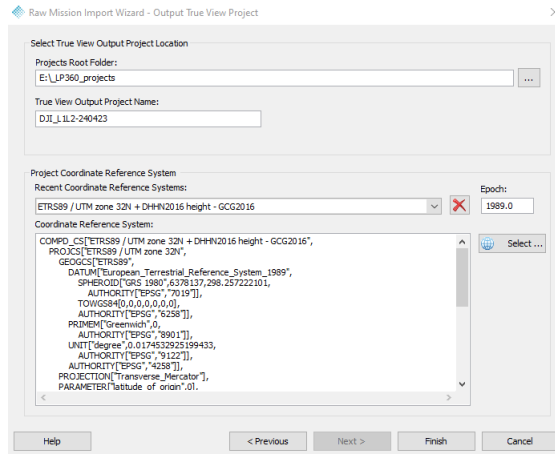 Raw Mission Import Wizard - Output True View Project
Select True View Output Project Location
Projects Root Folder:
E:\_LP360_projects
...
True View Output Project Name:
DJI_L1L2-240423
Project Coordinate Reference System
Recent Coordinate Reference Systems:
Epoch:
ETRS89 / UTM zone 32N + DHHN2016 height - GCG2016
1989.0
Coordinate Reference System:
COMPD_CS["ETRS89 / UTM zone 32N + DHHN2016 height - GCG2016",
PROJCS["ETRS89 / UTM zone 32N",
GEOGCS["ETRS89",
DATUM["European_Terrestrial_Reference_System_1989",
SPHEROID["GRS 1980",6378137,298.257222101,
AUTHORITY["EPSG","7019"]],
TOWGS84[0,0,0,0,0,0,0],
AUTHORITY["EPSG","6258"]],
PRIMEM["Greenwich",0,
AUTHORITY["EPSG","8901"]],
UNIT["degree",0.0174532925199433,
AUTHORITY["EPSG","9122"]],
AUTHORITY["EPSG","4258"]],
PROJECTION["Transverse_Mercator"],
PARAMETER["latitude_of_origin",0],
Select ...
Help
< Previous
Next >
Finish
Cancel